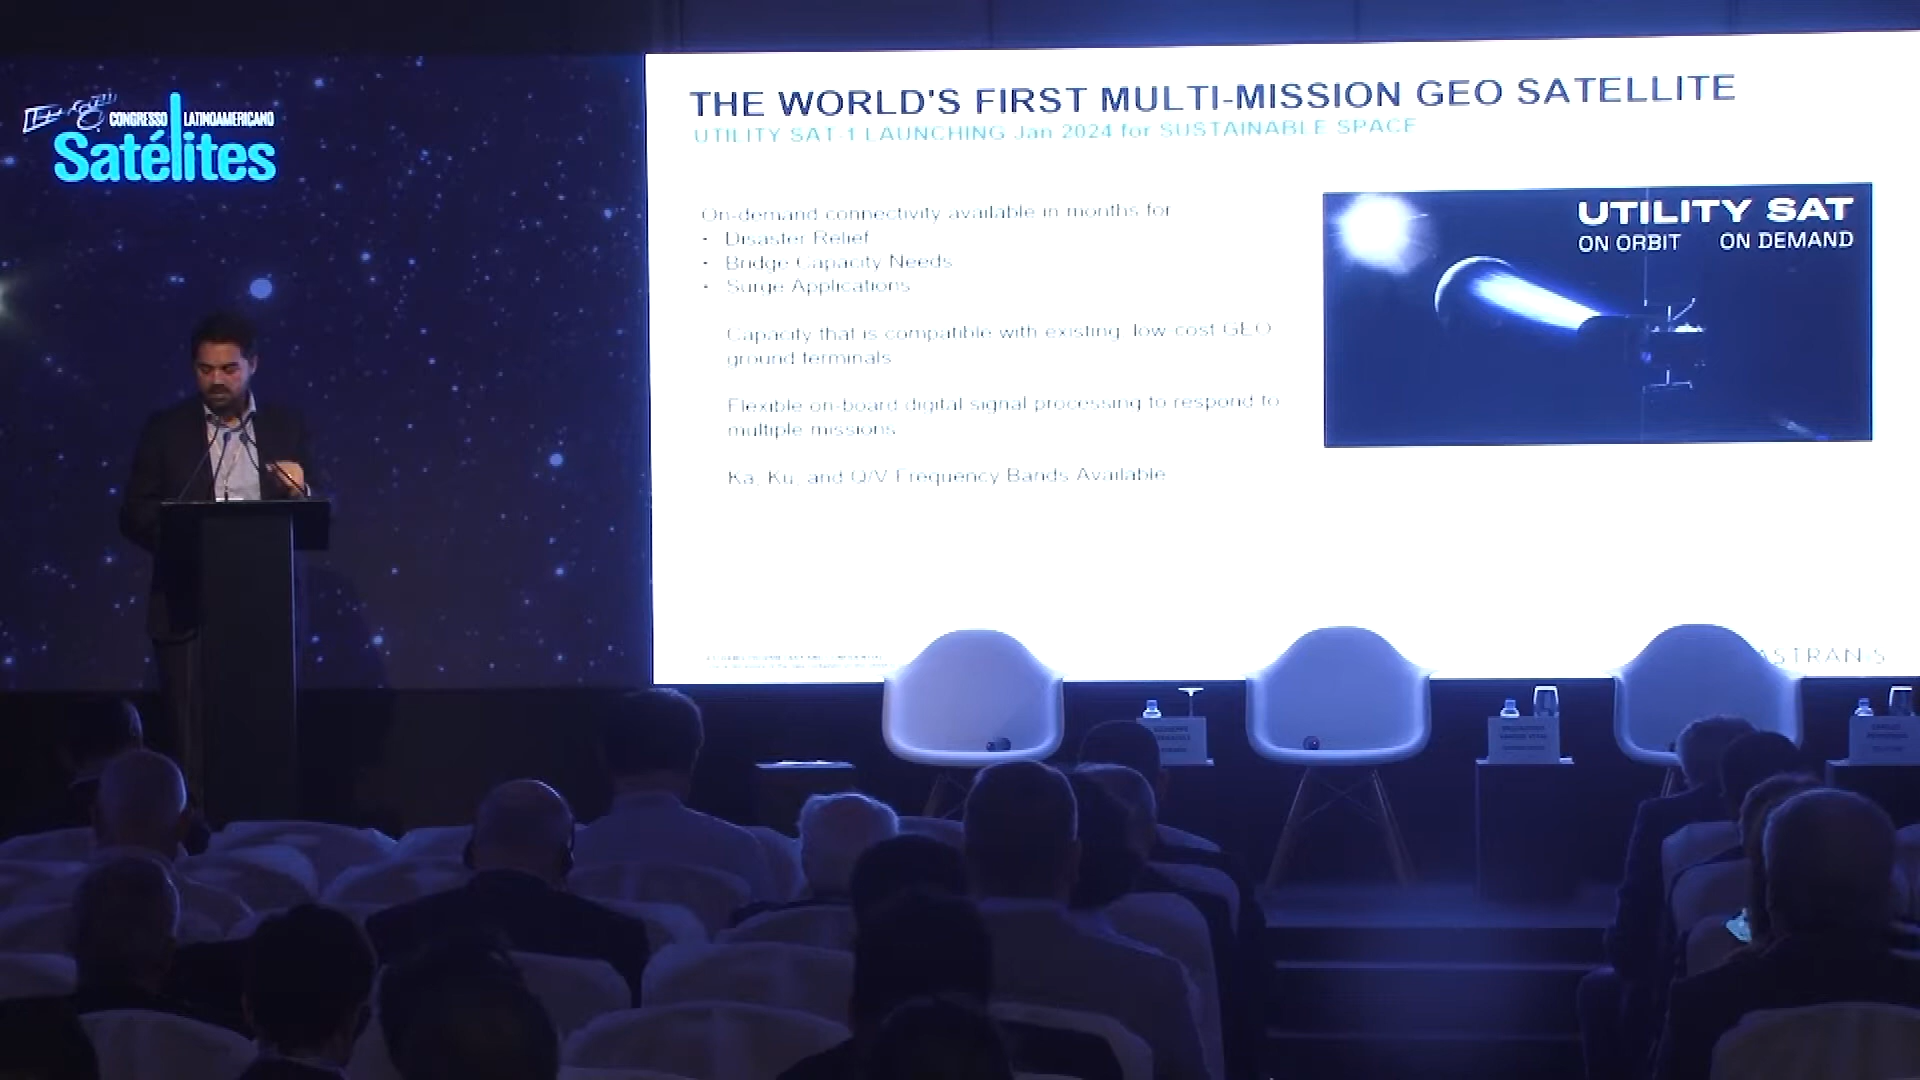 CONGRESSO LATINOAMERICANO
Satélites
THE WORLD'S FIRST MULTI-MISSION GEO SATELLITE
UTILITY SAT-1 LAUNCHING Jan 2024 for SUSTAINABLE SPACE
On-demand connectivity available in months for
- Disaster Relief
- Bridge Capacity Needs
- Surge Applications
Capacity that is compatible with existing, low-cost GEO
ground terminals
Flexible on-board digital signal processing to respond to
multiple missions
Ka, Ku, and Q/V Frequency Bands Available
UTILITY SAT
ON ORBIT ON DEMAND
ASTRANIS